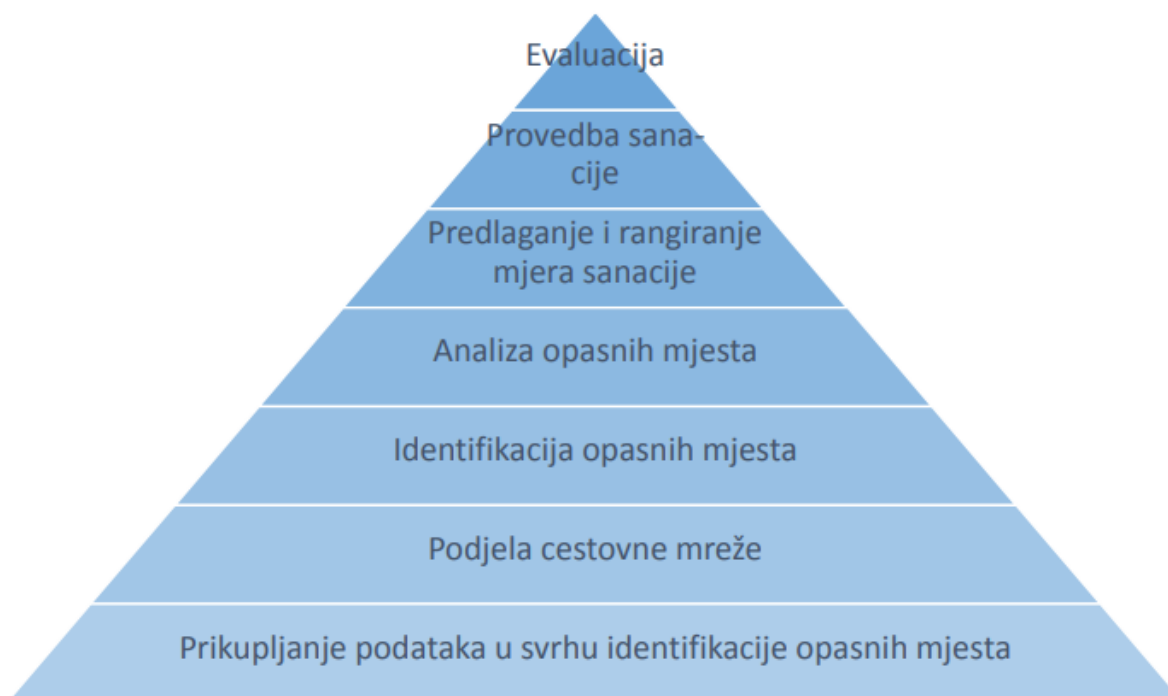 Evaluacija
Provedba sana-
cije
Predlaganje i rangiranje
mjera sanacije
Analiza opasnih mjesta
Identifikacija opasnih mjesta
Podjela cestovne mreže
Prikupljanje podataka u svrhu identifikacije opasnih mjesta